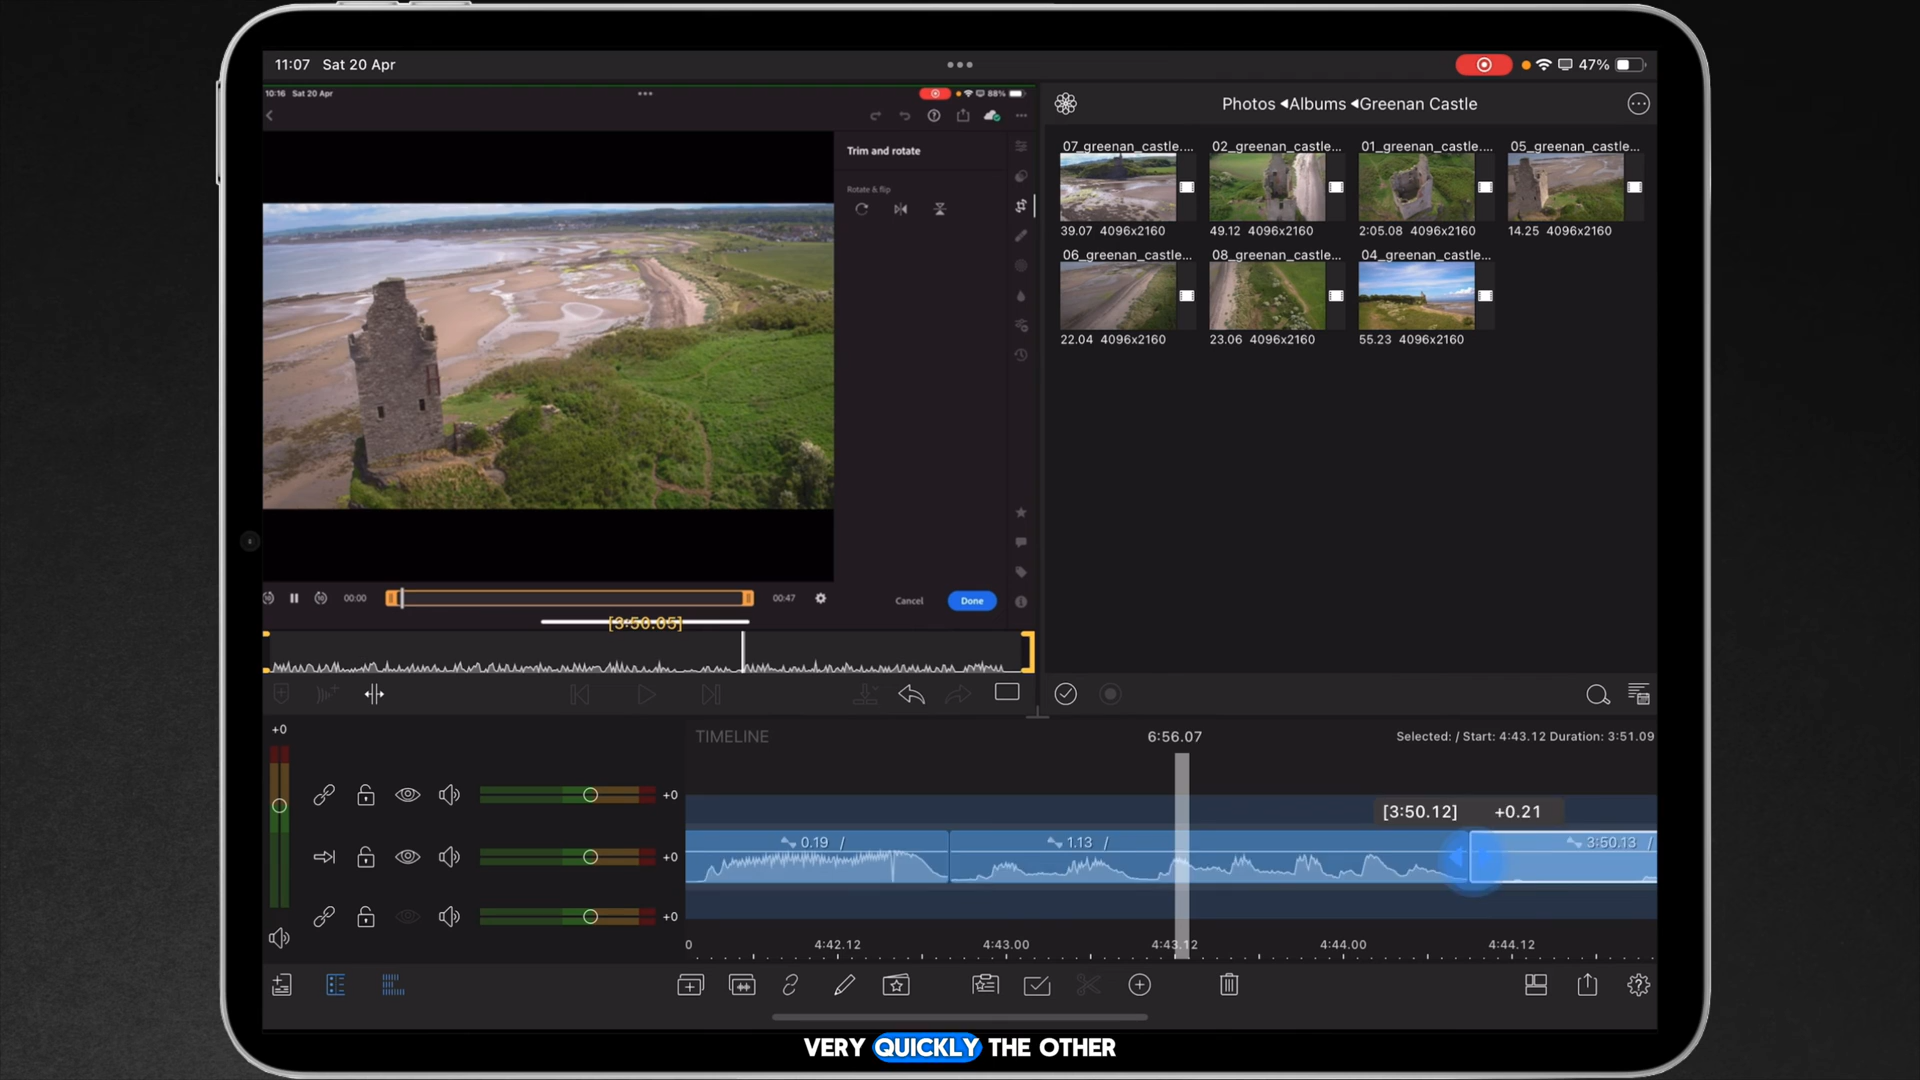 11:07 Sat 20 Apr
47%
10:16 Sat 20 Apr
88%
Trim and rotate
Rotate & flip
00:00
00:47
Cancel
Done
[3:50.05]
Photos ◀Albums ◀Greenan Castle
07_greenan_castle....
02_greenan_castle...
01_greenan_castle....
05_greenan_castle...
39.07 4096x2160
49.12 4096x2160
2:05.08 4096x2160
14.25 4096x2160
06_greenan_castle...
08_greenan_castle...
04_greenan_castle...
22.04 4096x2160
23.06 4096x2160
55.23 4096x2160
+0
TIMELINE
6:56.07
Selected: / Start: 4:43.12 Duration: 3:51.09
+0
[3:50.12] +0.21
0.19 /
1.13 /
3:50.13 /
+0
+0
0
4:42.12
4:43.00
4:43.12
4:44.00
4:44.12
VERY QUICKLY THE OTHER